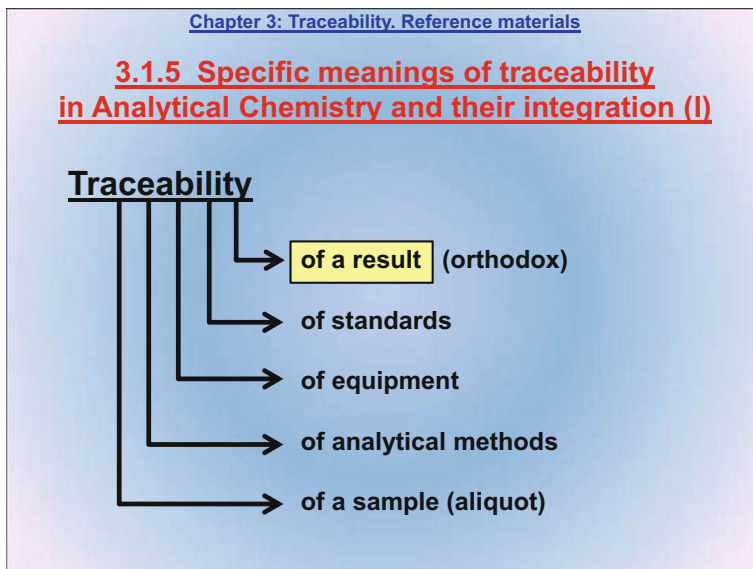 Chapter 3: Traceability. Reference materials
3.1.5 Specific meanings of traceability
in Analytical Chemistry and their integration (I)
Traceability
of a result (orthodox)
of standards
of equipment
of analytical methods
of a sample (aliquot)